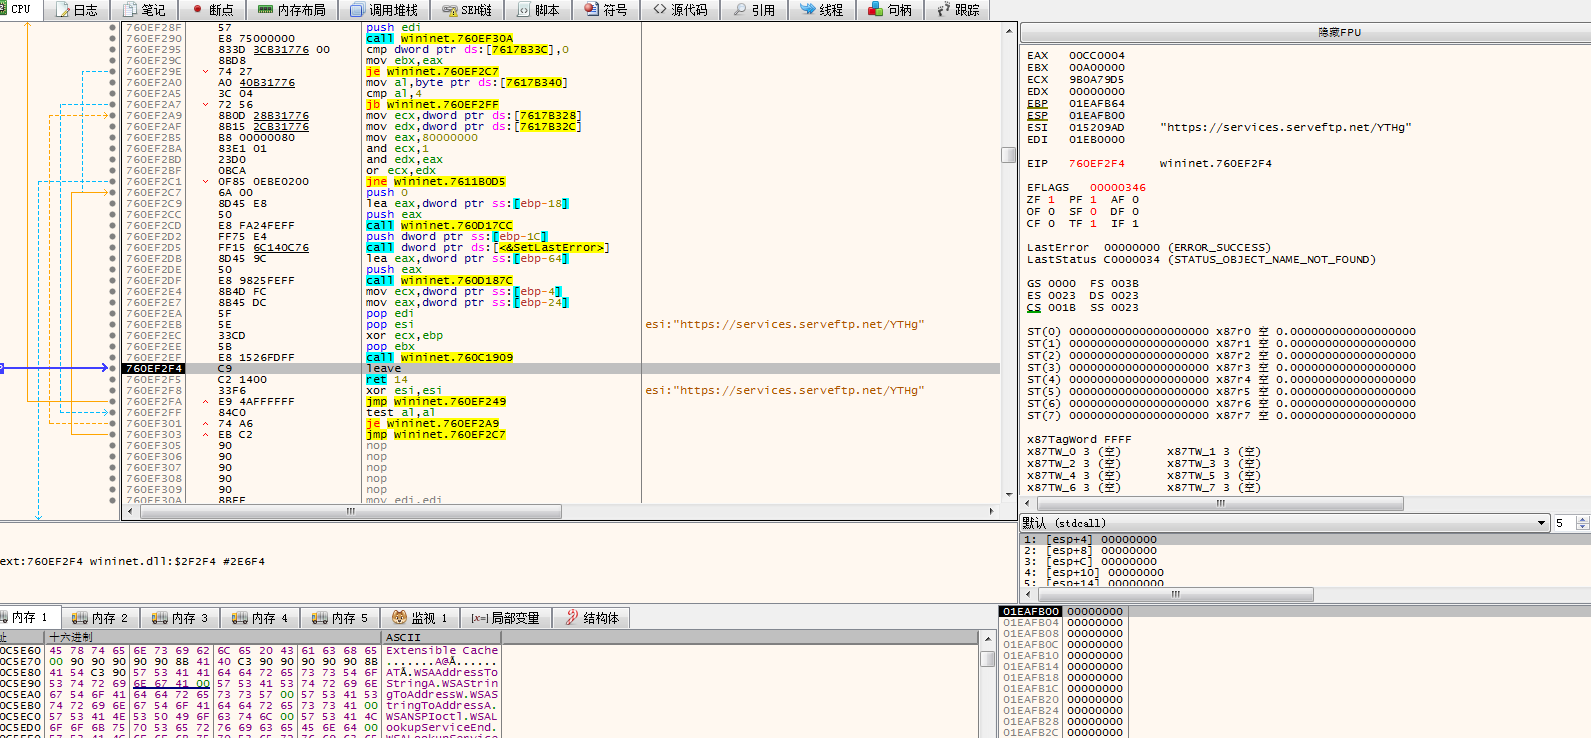 CPU 日志 笔记 断点 内存布局 调用堆栈 SEH链 脚本 符号 源代码 引用 线程 句柄 跟踪
760EF28F 57 push edi
760EF290 E8 75000000 call wininet.760EF30A
760EF295 833D 3CB31776 00 cmp dword ptr ds:[7617B33C],0
760EF29C 8BD8 mov ebx,eax
760EF29E 74 27 je wininet.760EF2C7
760EF2A0 A0 40B31776 mov al,byte ptr ds:[7617B340]
760EF2A5 3C 04 cmp al,4
760EF2A7 72 56 jb wininet.760EF2FF
760EF2A9 8B0D 28B31776 mov ecx,dword ptr ds:[7617B328]
760EF2AF 8B15 2CB31776 mov edx,dword ptr ds:[7617B32C]
760EF2B5 B8 00000080 mov eax,80000000
760EF2BA 83E1 01 and ecx,1
760EF2BD 23D0 and edx,eax
760EF2BF 0BCA or ecx,edx
760EF2C1 0F85 0EBE0200 jne wininet.7611B0D5
760EF2C7 6A 00 push 0
760EF2C9 8D45 E8 lea eax,dword ptr ss:[ebp-18]
760EF2CC 50 push eax
760EF2CD E8 FA24FEFF call wininet.760D17CC
760EF2D2 FF75 E4 push dword ptr ss:[ebp-1C]
760EF2D5 FF15 6C140C76 call dword ptr ds:[<&SetLastError>]
760EF2DB 8D45 9C lea eax,dword ptr ss:[ebp-64]
760EF2DE 50 push eax
760EF2DF E8 9825FEFF call wininet.760D187C
760EF2E4 8B4D FC mov ecx,dword ptr ss:[ebp-4]
760EF2E7 8B45 DC mov eax,dword ptr ss:[ebp-24]
760EF2EA 5F pop edi
760EF2EB 5E pop esi esi:"https://services.serveftp.net/YTHg"
760EF2EC 33CD xor ecx,ebp
760EF2EE 5B pop ebx
760EF2EF E8 1526FDFF call wininet.760C1909
760EF2F4 C9 leave
760EF2F5 C2 1400 ret 14
760EF2F8 33F6 xor esi,esi esi:"https://services.serveftp.net/YTHg"
760EF2FA E9 4AFFFFFF jmp wininet.760EF249
760EF2FF 84C0 test al,al
760EF301 74 A6 je wininet.760EF2A9
760EF303 EB C2 jmp wininet.760EF2C7
760EF305 90 nop
760EF306 90 nop
760EF307 90 nop
760EF308 90 nop
760EF309 90 nop
760EF30A 8BFF mov edi,edi
ext:760EF2F4 wininet.dll:$2F2F4 #2E6F4
隐藏FPU
EAX 00CC0004
EBX 00A00000
ECX 9B0A79D5
EDX 00000000
EBP 01EAFB64
ESP 01EAFB00
ESI 015209AD "https://services.serveftp.net/YTHg"
EDI 01EB0000
EIP 760EF2F4 wininet.760EF2F4
EFLAGS 00000346
ZF 1 PF 1 AF 0
OF 0 SF 0 DF 0
CF 0 TF 1 IF 1
LastError 00000000 (ERROR_SUCCESS)
LastStatus C0000034 (STATUS_OBJECT_NAME_NOT_FOUND)
GS 0000 FS 003B
ES 0023 DS 0023
CS 001B SS 0023
ST(0) 00000000000000000000 x87r0 空 0.000000000000000000
ST(1) 00000000000000000000 x87r1 空 0.000000000000000000
ST(2) 00000000000000000000 x87r2 空 0.000000000000000000
ST(3) 00000000000000000000 x87r3 空 0.000000000000000000
ST(4) 00000000000000000000 x87r4 空 0.000000000000000000
ST(5) 00000000000000000000 x87r5 空 0.000000000000000000
ST(6) 00000000000000000000 x87r6 空 0.000000000000000000
ST(7) 00000000000000000000 x87r7 空 0.000000000000000000
x87TagWord FFFF
x87TW_0 3 (空) x87TW_1 3 (空)
x87TW_2 3 (空) x87TW_3 3 (空)
x87TW_4 3 (空) x87TW_5 3 (空)
x87TW_6 3 (空) x87TW_7 3 (空)
默认 (stdcall) 5
1: [esp+4] 00000000
2: [esp+8] 00000000
3: [esp+C] 00000000
4: [esp+10] 00000000
5: [esp+14] 00000000
内存 1 内存 2 内存 3 内存 4 内存 5 监视 1 [x=] 局部变量 结构体
址 十六进制 ASCII
0C5E60 45 78 74 65 6E 73 69 62 6C 65 20 43 61 63 68 65 Extensible Cache
0C5E70 00 90 90 90 90 90 8B 41 40 C3 90 90 90 90 90 8B .......A@Ã......
0C5E80 41 54 C3 90 57 53 41 41 64 64 72 65 73 73 54 6F ATÃ.WSAAddressTo
0C5E90 53 74 72 69 6E 67 41 00 57 53 41 53 74 72 69 6E StringA.WSAStrin
0C5EA0 67 54 6F 41 64 64 72 65 73 73 57 00 57 53 41 53 gToAddressW.WSAS
0C5EB0 74 72 69 6E 67 54 6F 41 64 64 72 65 73 73 41 00 tringToAddressA.
0C5EC0 57 53 41 4E 53 50 49 6F 63 74 6C 00 57 53 41 4C WSANSPIoctl.WSAL
0C5ED0 6F 6F 6B 75 70 53 65 72 76 69 63 65 45 6E 64 00 ookupServiceEnd.
01EAFB00 00000000
01EAFB04 00000000
01EAFB08 00000000
01EAFB0C 00000000
01EAFB10 00000000
01EAFB14 00000000
01EAFB18 00000000
01EAFB1C 00000000
01EAFB20 00000000
01EAFB24 00000000
01EAFB28 00000000
01EAFB2C 00000000